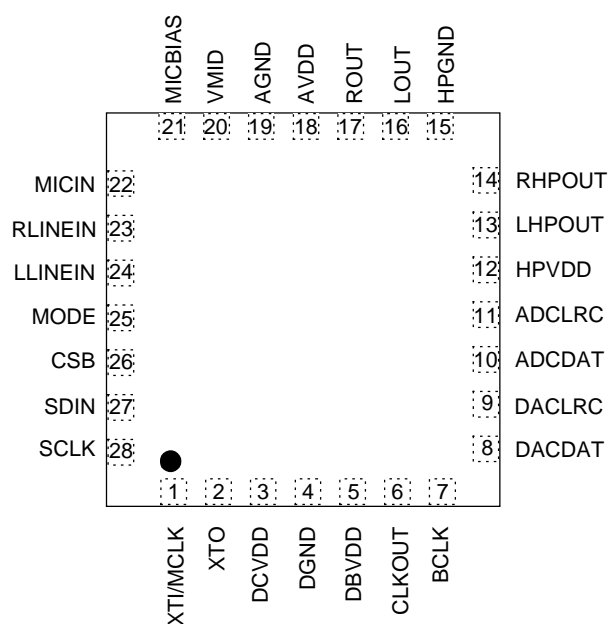 MICBIAS VMID AGND AVDD ROUT LOUT HPGND
21 20 19 18 17 16 15
MICIN 22 14 RHPOUT
RLINEIN 23 13 LHPOUT
LLINEIN 24 12 HPVDD
MODE 25 11 ADCLRC
CSB 26 10 ADCDAT
SDIN 27 9 DACLRC
SCLK 28 8 DACDAT
1 2 3 4 5 6 7
XTI/MCLK XTO DCVDD DGND DBVDD CLKOUT BCLK